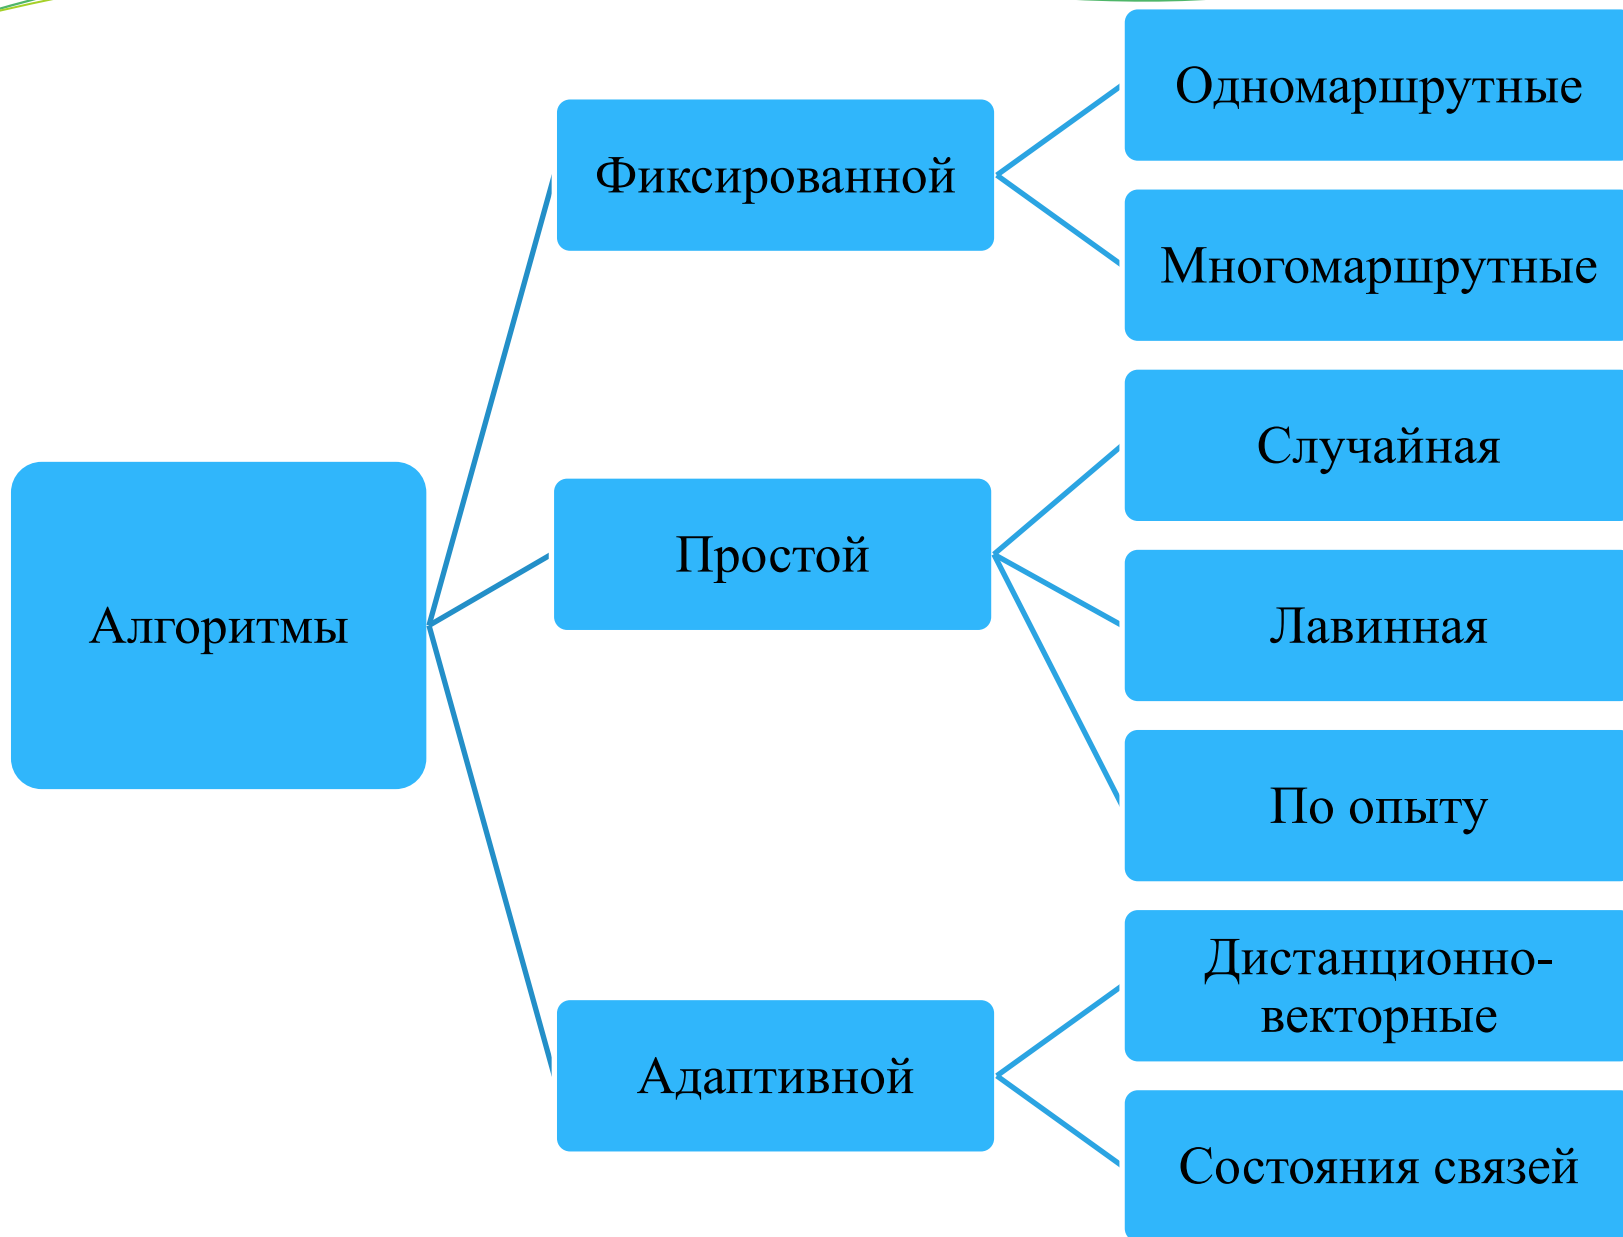 Алгоритмы
Фиксированной
Одномаршрутные
Многомаршрутные
Простой
Случайная
Лавинная
По опыту
Адаптивной
Дистанционно-
векторные
Состояния связей